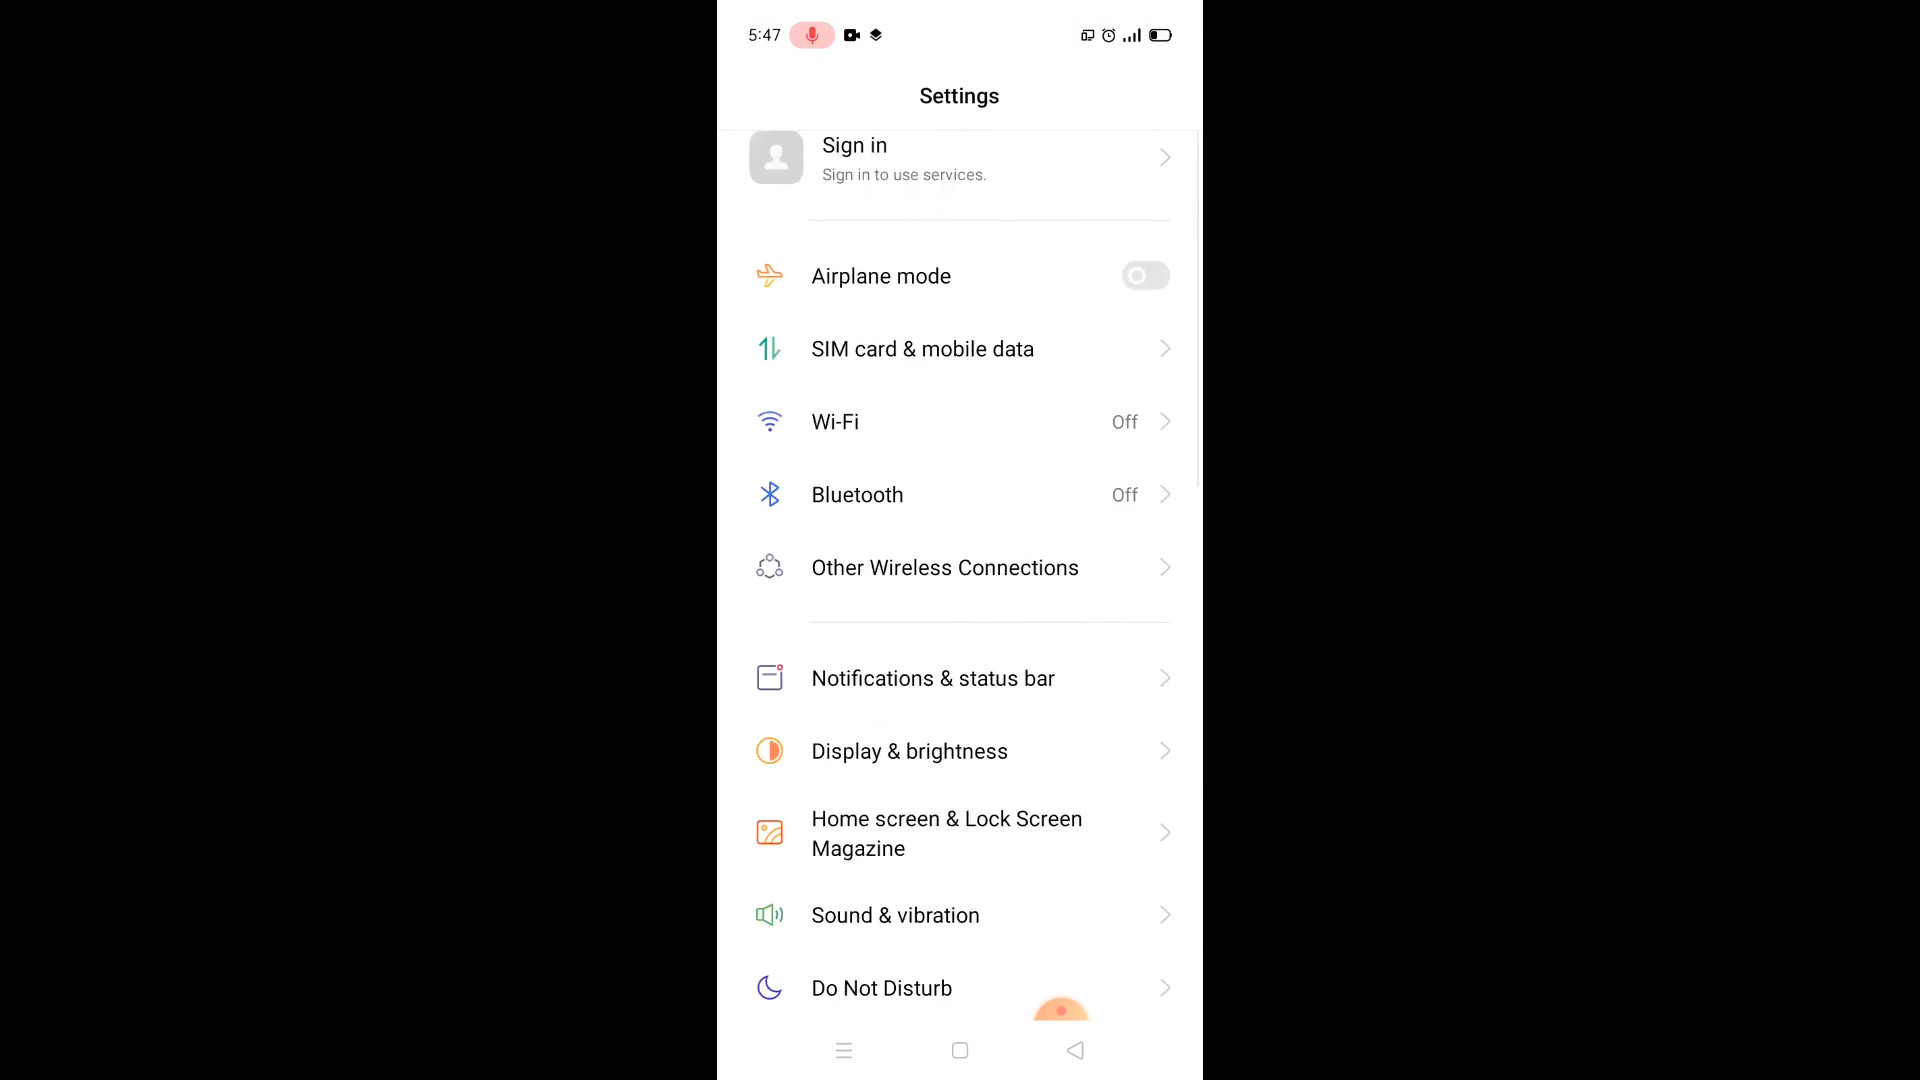 5:47
Settings
Sign in
Sign in to use services.
Airplane mode
SIM card & mobile data
Wi-Fi
Off
Bluetooth
Off
Other Wireless Connections
Notifications & status bar
Display & brightness
Home screen & Lock Screen
Magazine
Sound & vibration
Do Not Disturb